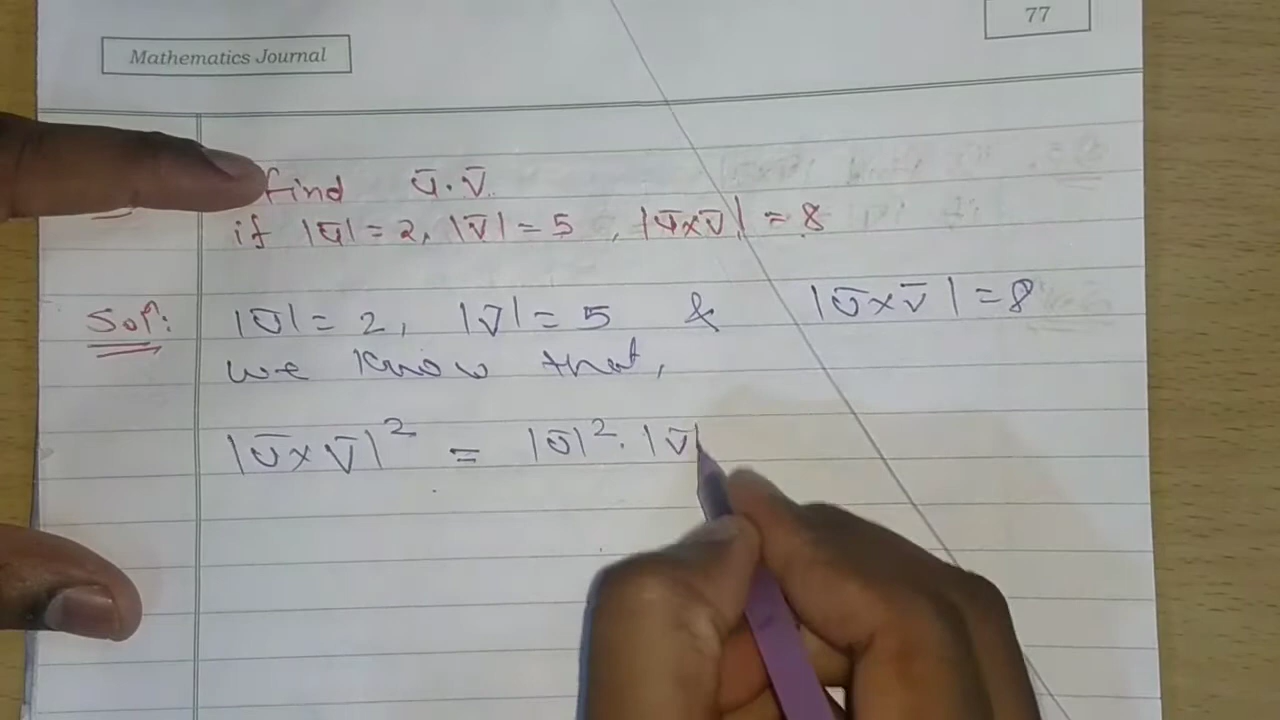 77
Mathematics Journal
Find ū·v̄
if |ū|=2, |v̄|=5, |ū×v̄|=8
Sol: |ū|=2, |v̄|=5 & |ū×v̄|=8
we know that,
|ū×v̄|² = |ū|²·|v̄|